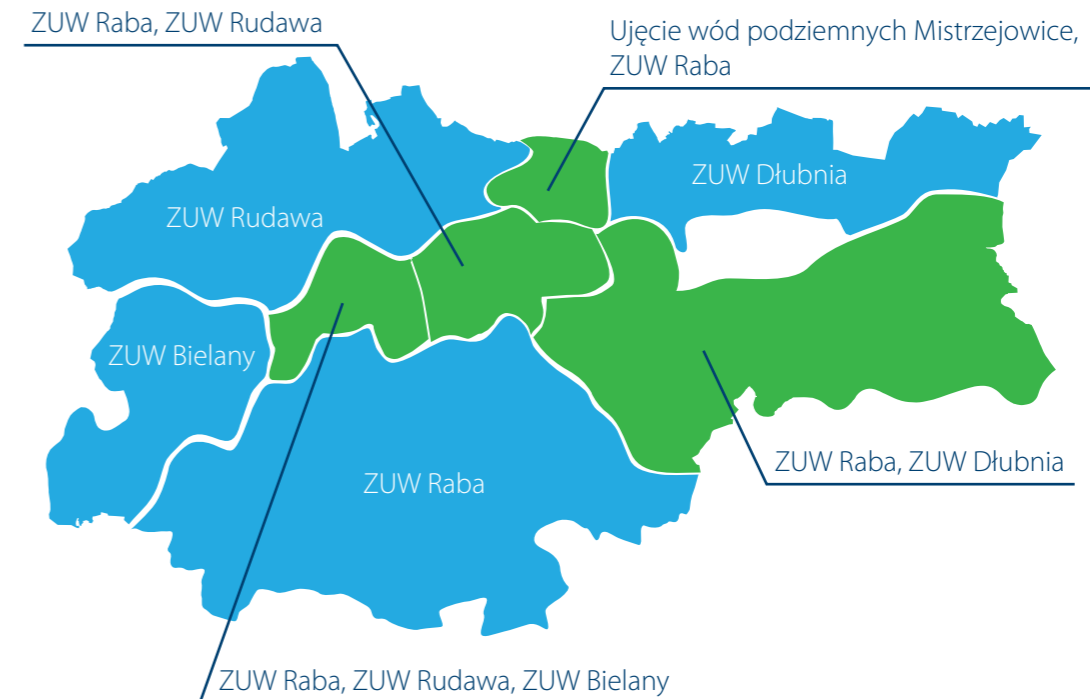 ZUW Raba, ZUW Rudawa
Ujęcie wód podziemnych Mistrzejowice,
ZUW Raba
ZUW Dłubnia
ZUW Rudawa
ZUW Bielany
ZUW Raba, ZUW Dłubnia
ZUW Raba
ZUW Raba, ZUW Rudawa, ZUW Bielany